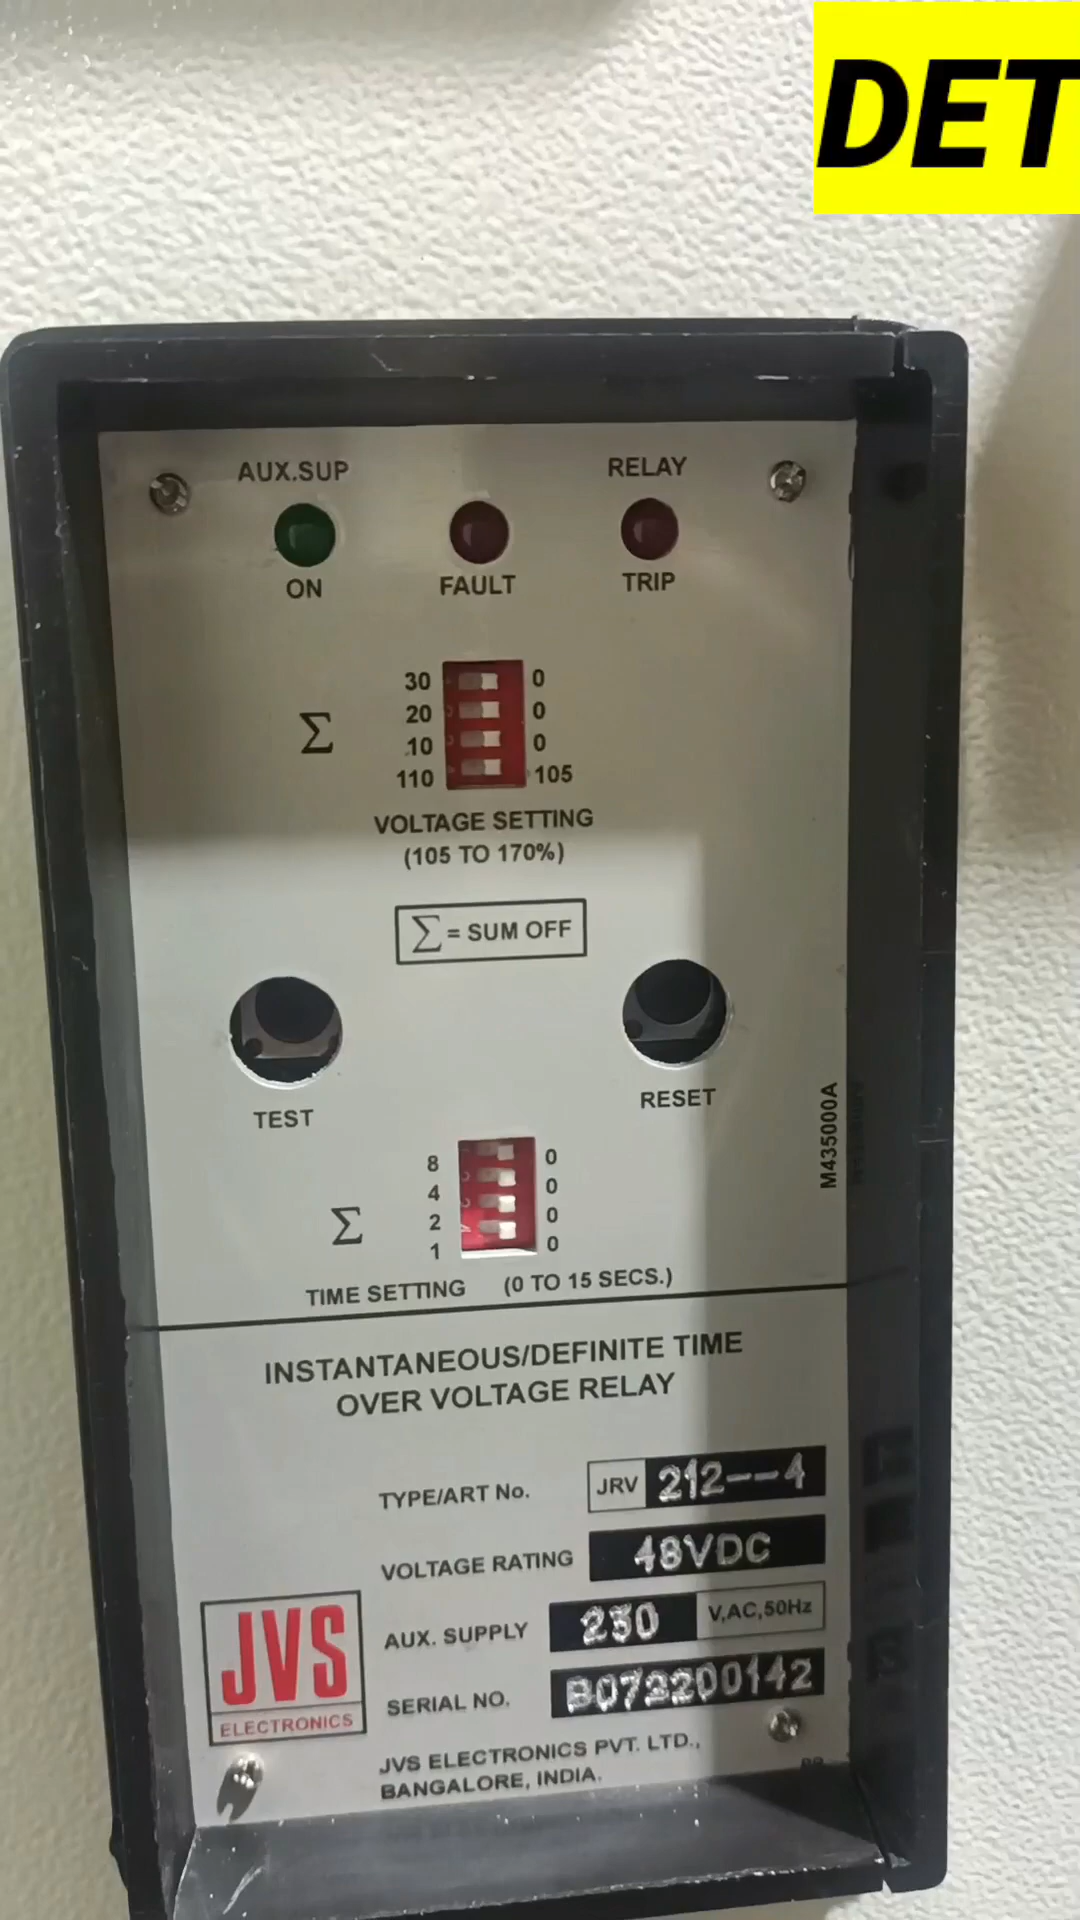 DET
AUX.SUP
RELAY
ON
FAULT
TRIP
30 0
20 0
Σ
10 0
110 105
VOLTAGE SETTING
(105 TO 170%)
Σ = SUM OFF
TEST
RESET
M435000A
8 0
4 0
Σ
2 0
1 0
TIME SETTING (0 TO 15 SECS.)
INSTANTANEOUS/DEFINITE TIME
OVER VOLTAGE RELAY
TYPE/ART No. JRV 212--4
VOLTAGE RATING 48VDC
AUX. SUPPLY 230 V,AC,50Hz
SERIAL NO. B073200142
JVS
ELECTRONICS
JVS ELECTRONICS PVT. LTD.,
BANGALORE, INDIA.